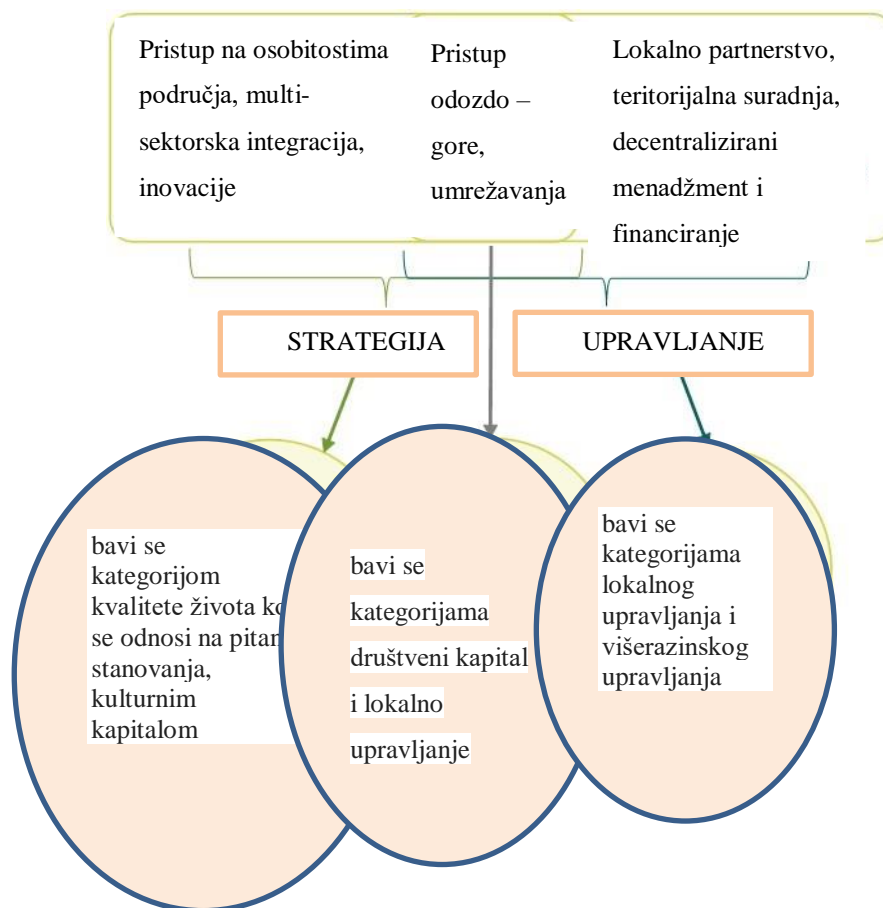 Pristup na osobitostima
područja, multi-
sektorska integracija,
inovacije
Pristup
odozdo –
gore,
umrežavanja
Lokalno partnerstvo,
teritorijalna suradnja,
decentralizirani
menadžment i
financiranje
STRATEGIJA
UPRAVLJANJE
bavi se
kategorijom
kvalitete života
se odnosi na
stanovanja,
kulturnim
kapitalom
bavi se
kategorijama
društveni kapital
i lokalno
upravljanje
bavi se
kategorijama
lokalnog
upravljanja i
višerazinskog
upravljanja